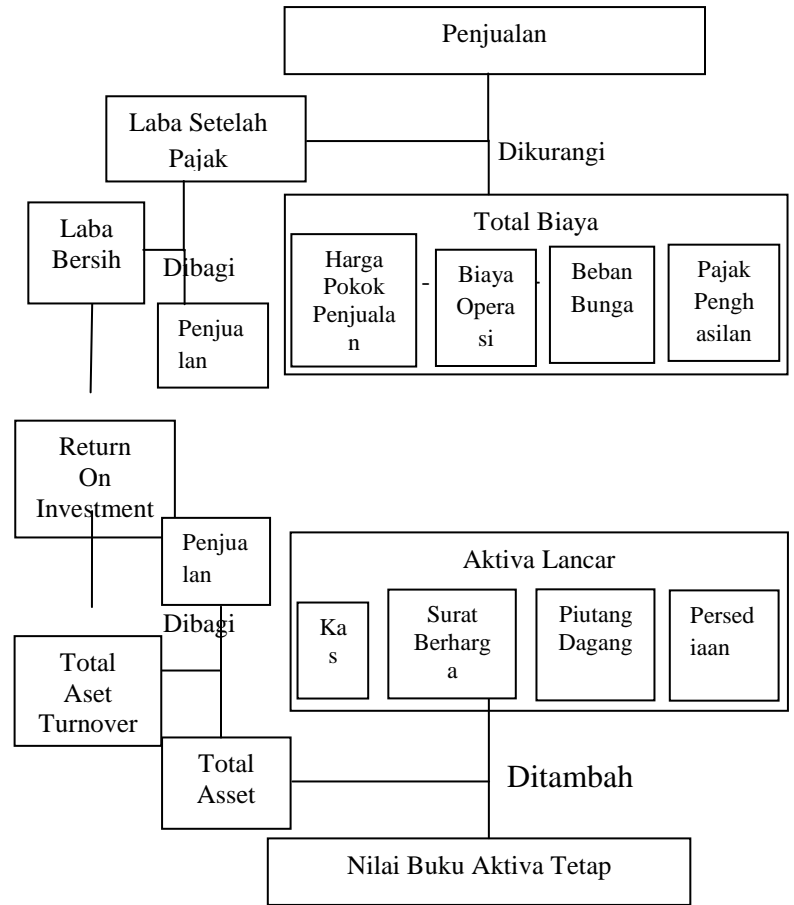 Penjualan
Laba Setelah
Pajak
Dikurangi
Laba
Bersih
Dibagi
Penjua
lan
Total Biaya
Harga
Pokok
Penjuala
n
-
Biaya
Opera
si
-
Beban
Bunga
Pajak
Pengh
asilan
Return
On
Investment
Penjua
lan
Dibagi
Total
Aset
Turnover
Total
Asset
Aktiva Lancar
Ka
s
Surat
Berharg
a
Piutang
Dagang
Persed
iaan
Ditambah
Nilai Buku Aktiva Tetap